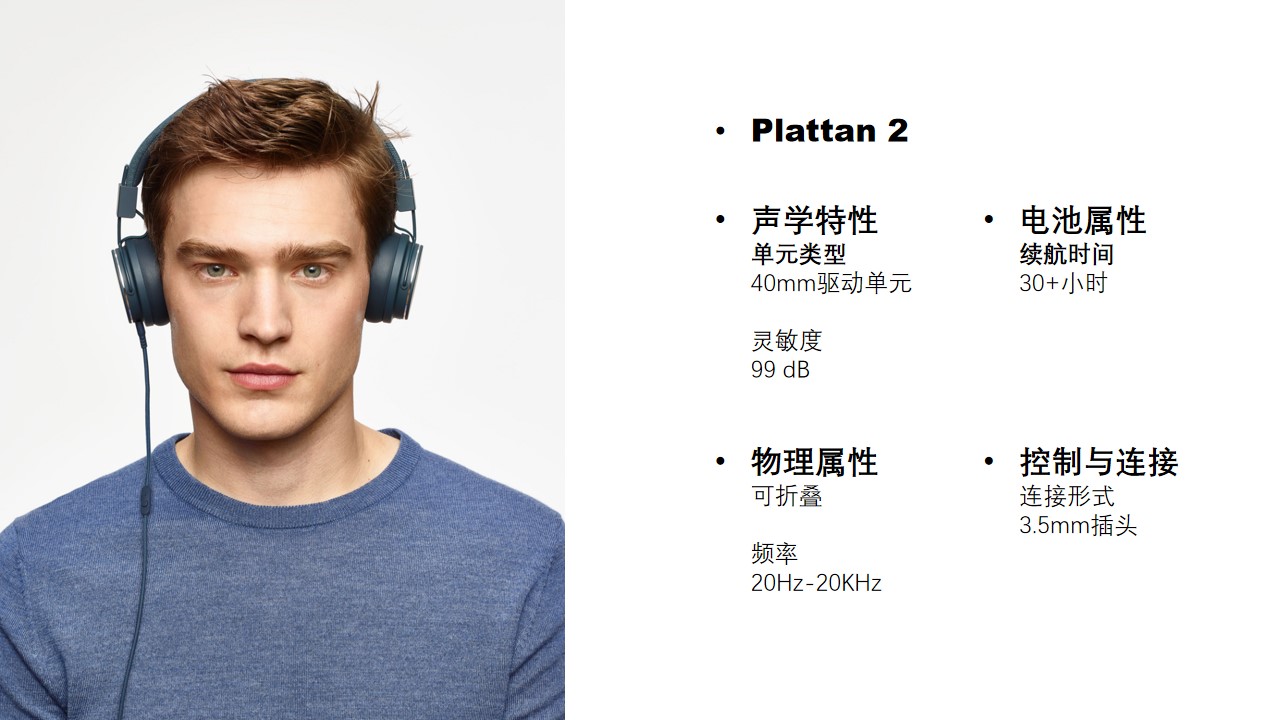 Plattan 2
声学特性
单元类型
40mm驱动单元
灵敏度
99 dB
电池属性
续航时间
30+小时
物理属性
可折叠
频率
20Hz-20KHz
控制与连接
连接形式
3.5mm插头